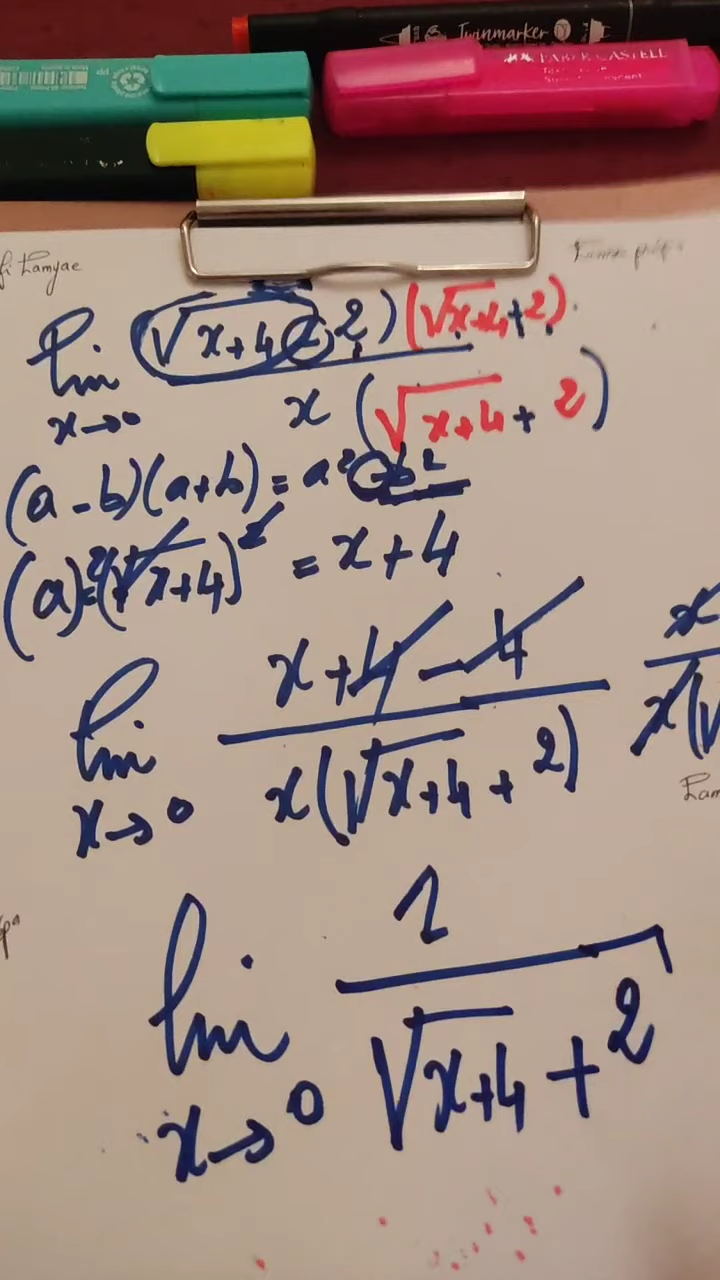 Twinmarker
FABER CASTELL
Lamyae
lim (√x+4 - 2)(√x+4 + 2)
x→0 x (√x+4 + 2)
(a - b)(a + b) = a² - b²
(a)² = (√x+4)² = x + 4
lim x+4 - 4
x→0 x(√x+4 + 2)
x
x(√
lim 1
x→0 √x+4 + 2